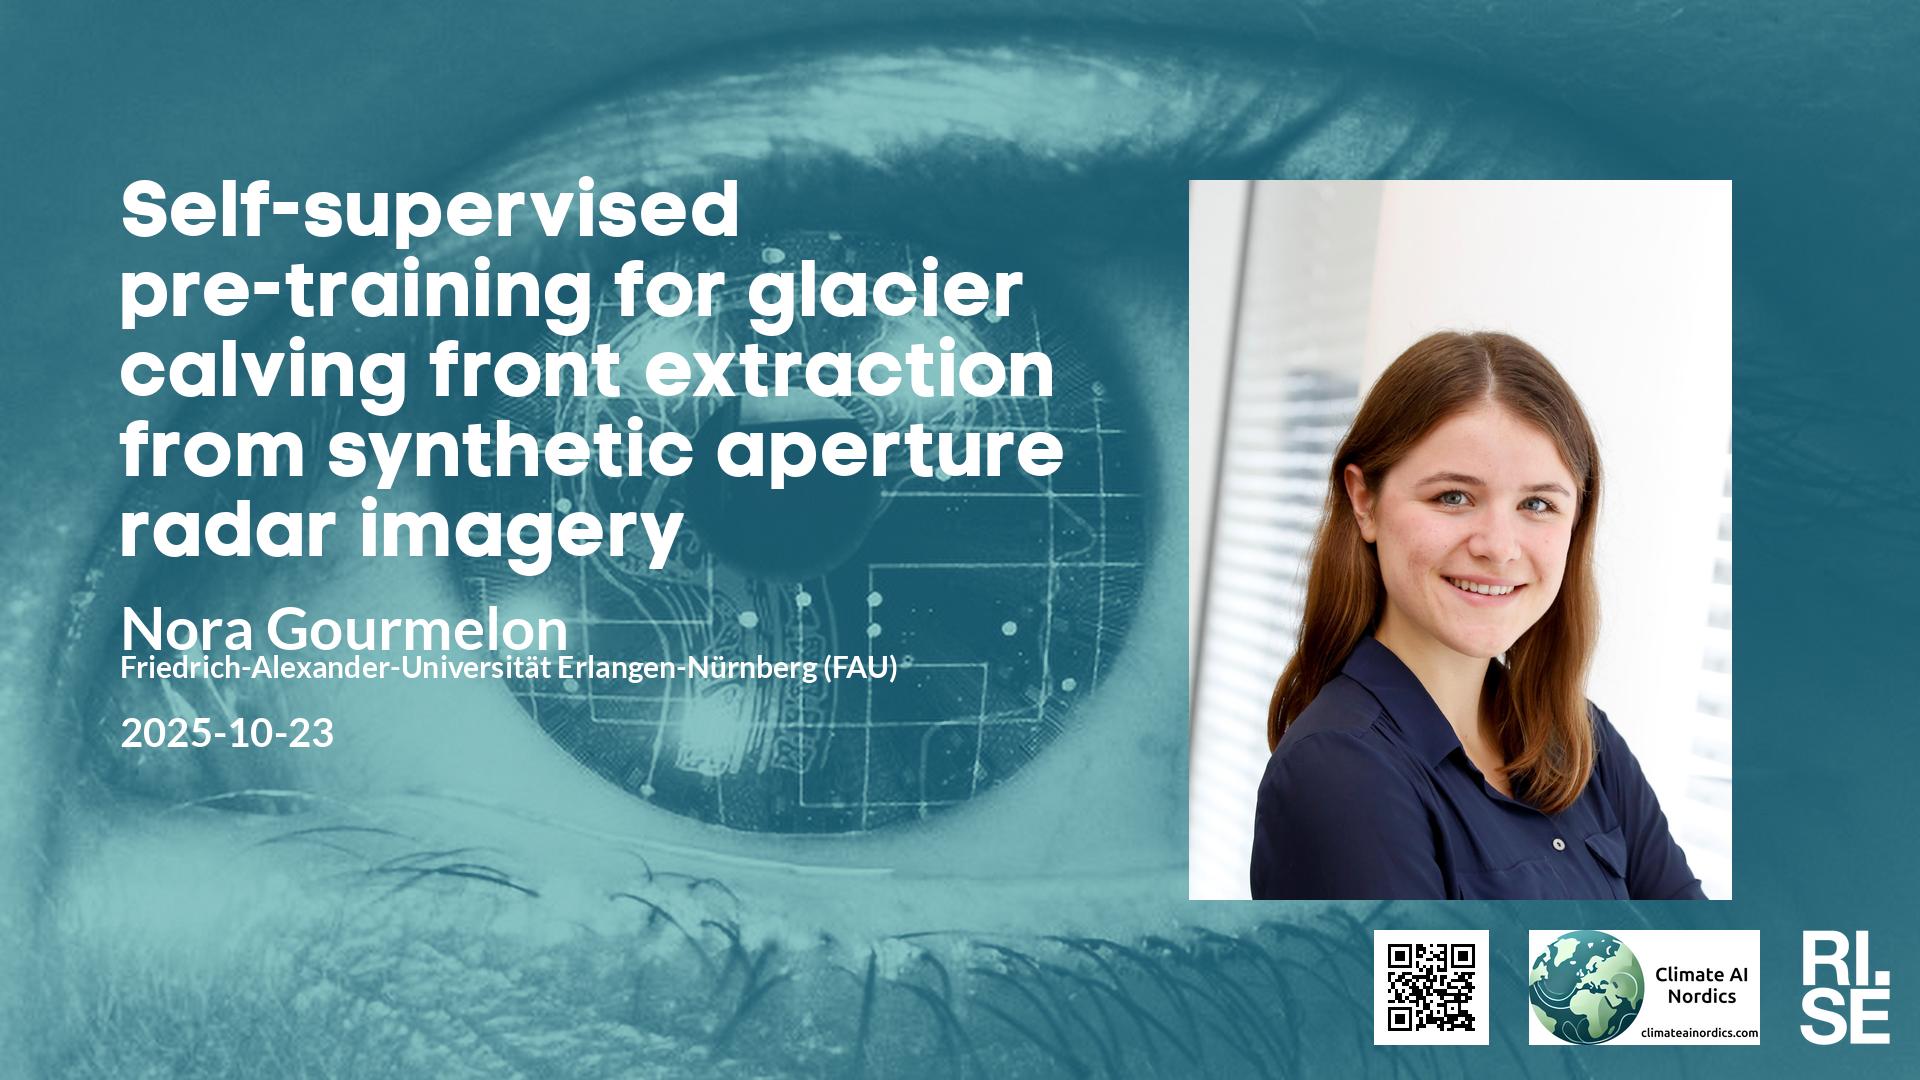 Self-supervised
pre-training for glacier
calving front extraction
from synthetic aperture
radar imagery
Nora Gourmelon
Friedrich-Alexander-Universität Erlangen-Nürnberg (FAU)
2025-10-23
Climate AI
Nordics
climateainordics.com
RI.
SE